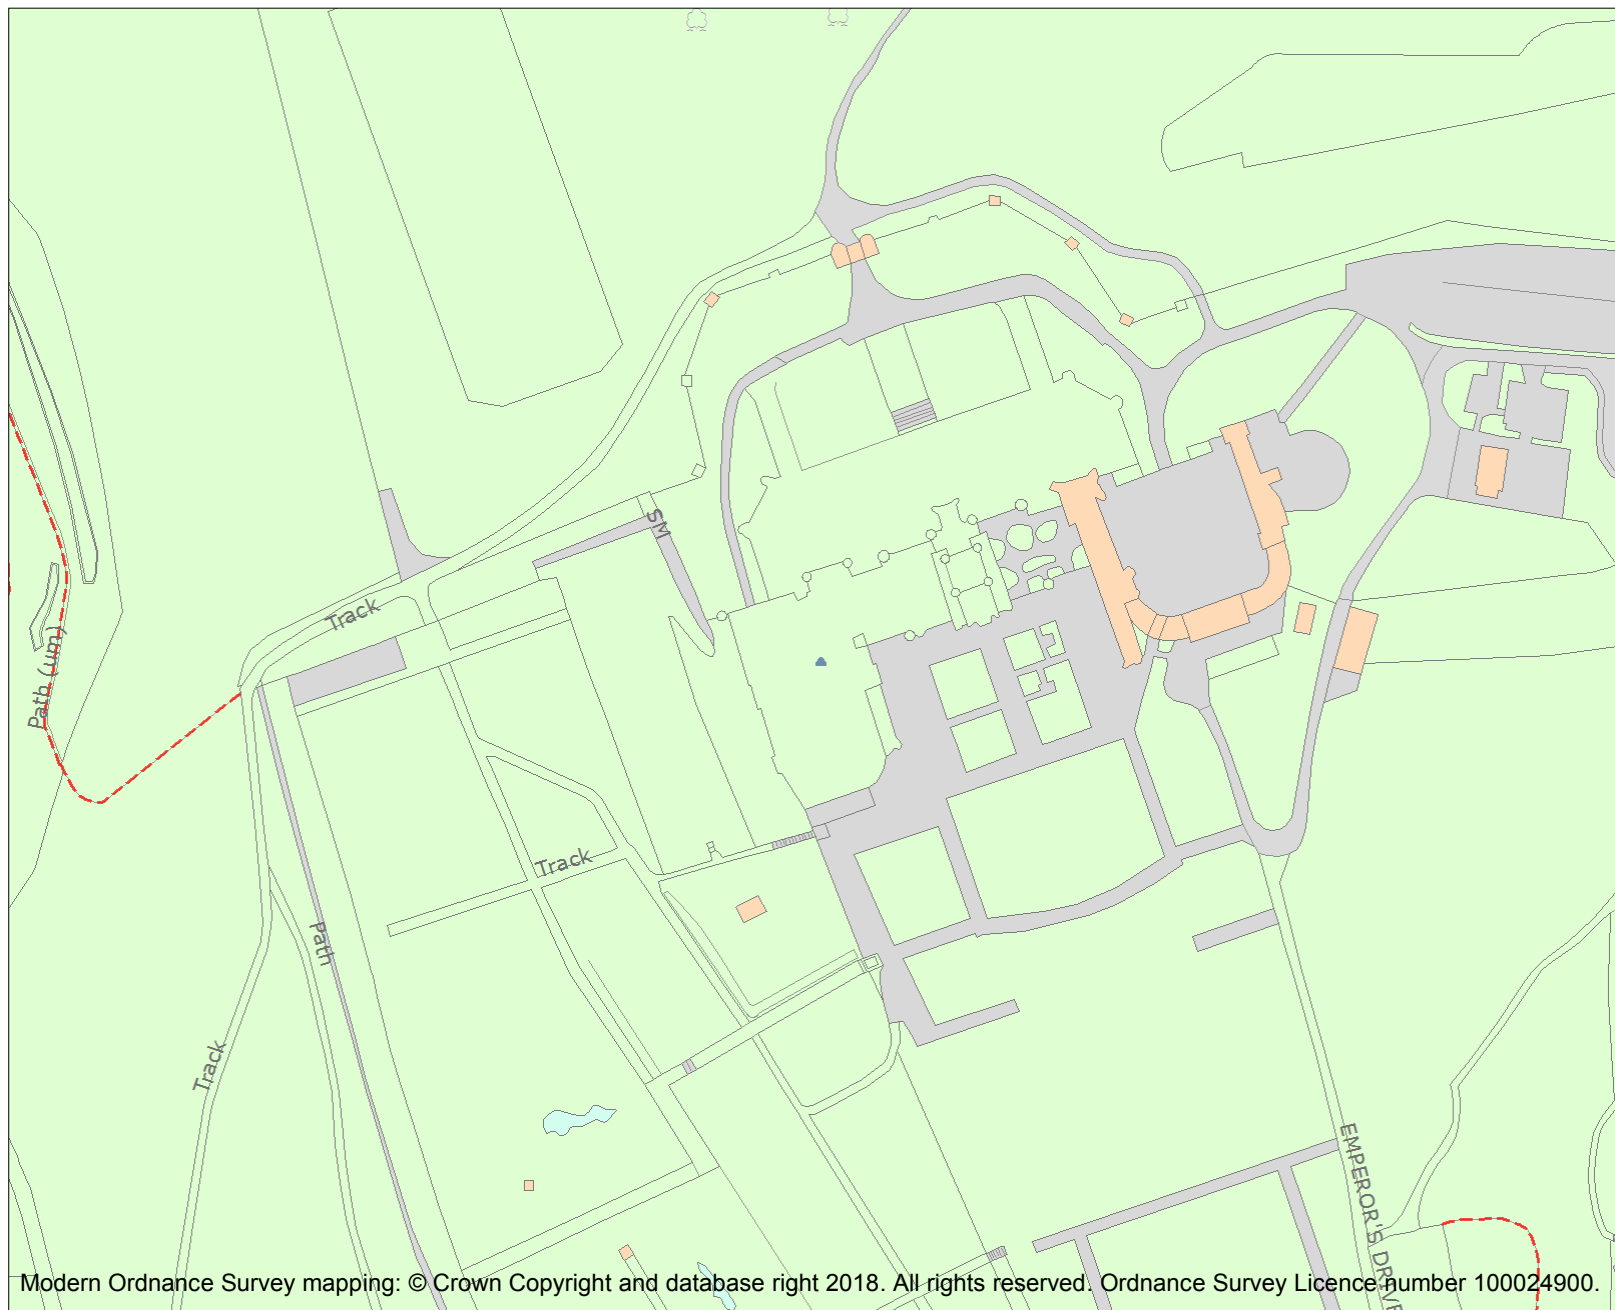 SM
Track
Path (um)
Track
Path
Track
EMPEROR'S DRIVE
Modern Ordnance Survey mapping: © Crown Copyright and database right 2018. All rights reserved. Ordnance Survey Licence number 100024900.